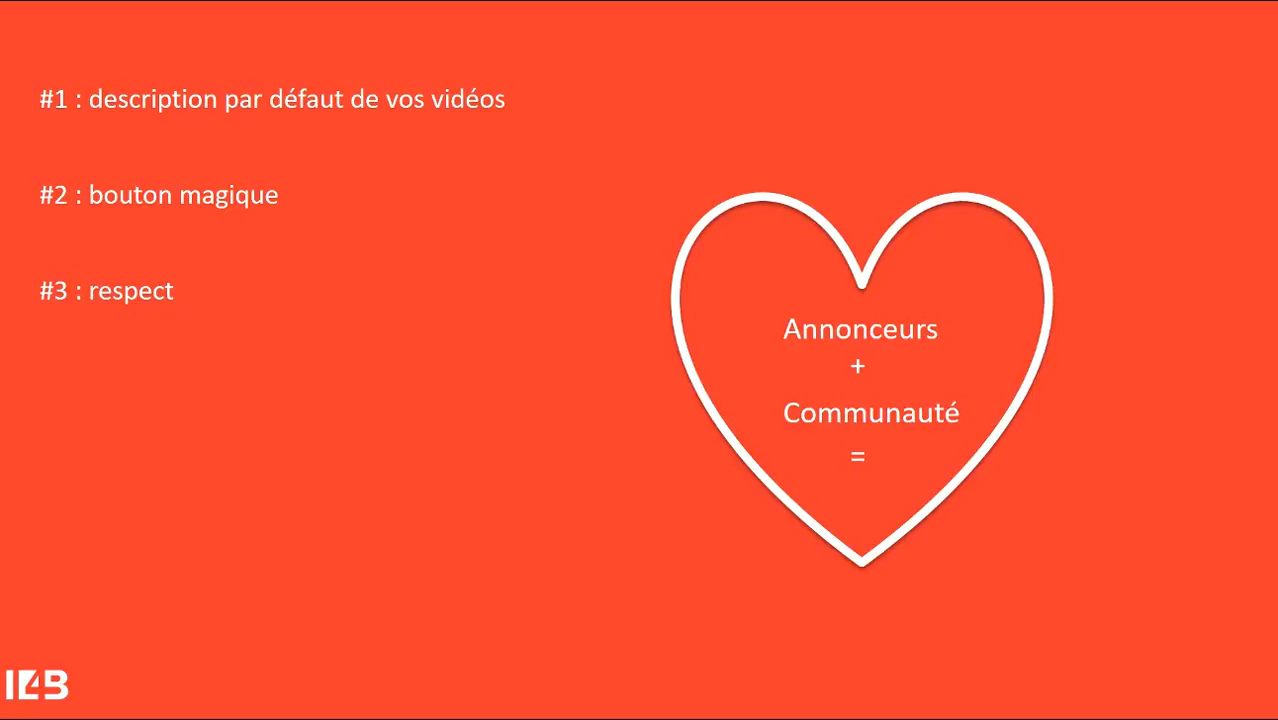 #1 : description par défaut de vos vidéos
#2 : bouton magique
#3 : respect
Annonceurs
+
Communauté
=
I4B